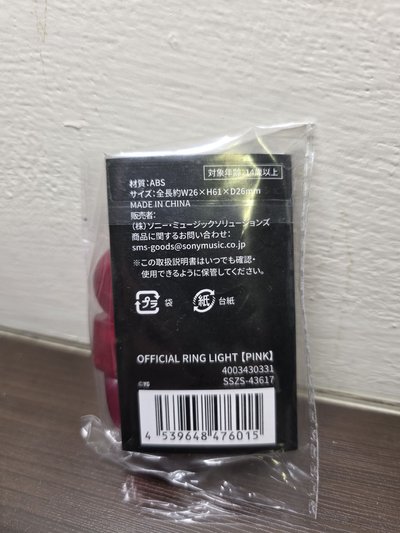 対象年齢:14歳以上
材質:ABS
サイズ:全長約W26×H61×D26mm
MADE IN CHINA
販売者:
(株)ソニー・ミュージックソリューションズ
商品に関するお問い合わせ:
sms-goods@sonymusic.co.jp
※この取扱説明書はいつでも確認・
使用できるように保管してください。
プラ 袋 紙 台紙
OFFICIAL RING LIGHT【PINK】
4003430331
SSZS-43617
4 539648 476015